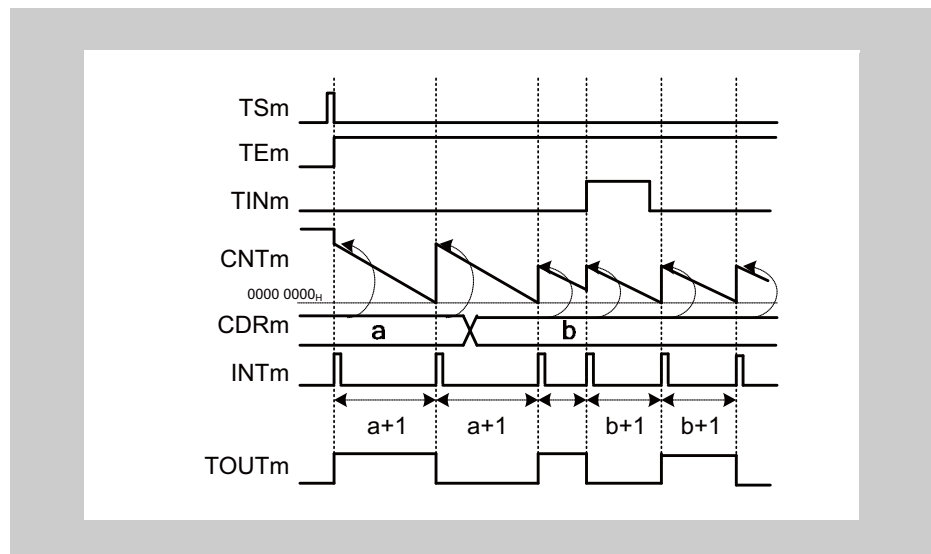 TSm
TEm
TINm
CNTm
0000 0000H
CDRm
a
b
INTm
a+1
a+1
b+1
b+1
TOUTm